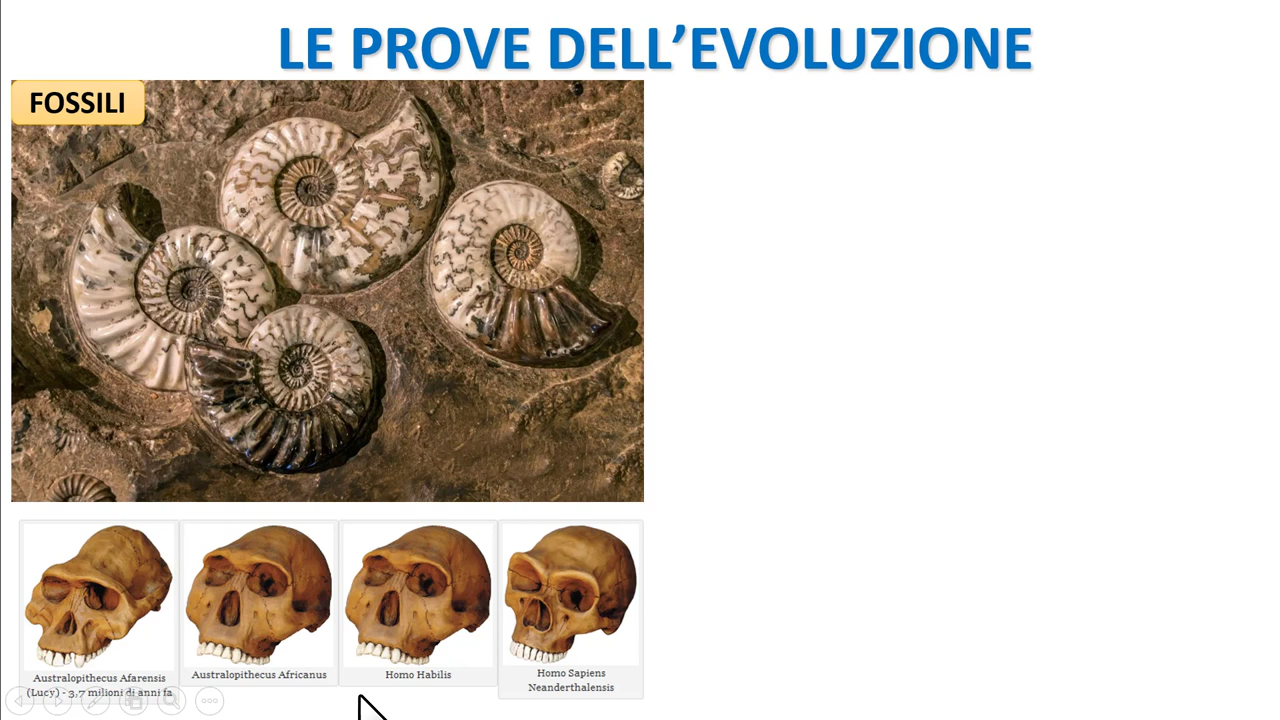 LE PROVE DELL’EVOLUZIONE
FOSSILI
Australopithecus Afarensis
(Lucy) - 3,7 milioni di anni fa
Australopithecus Africanus
Homo Habilis
Homo Sapiens
Neanderthalensis